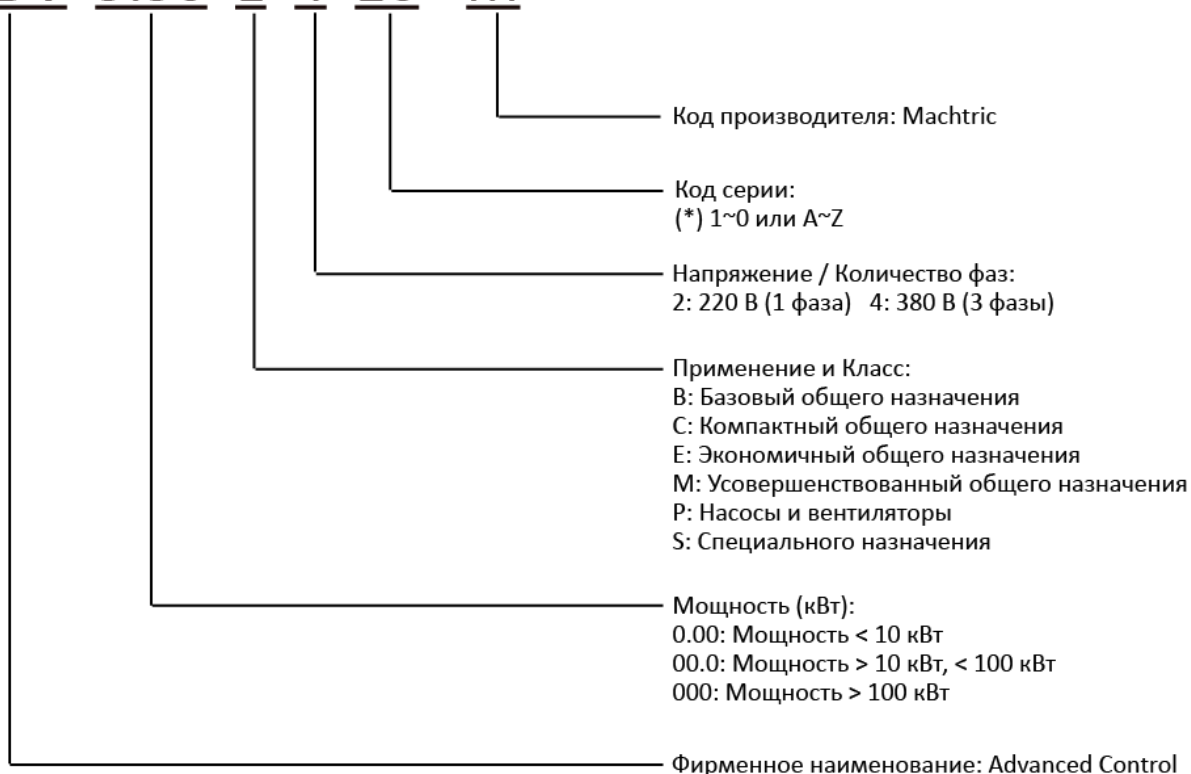 Код производителя: Machtric
Код серии:
(*) 1~0 или A~Z
Напряжение / Количество фаз:
2: 220 В (1 фаза) 4: 380 В (3 фазы)
Применение и Класс:
B: Базовый общего назначения
C: Компактный общего назначения
E: Экономичный общего назначения
M: Усовершенствованный общего назначения
P: Насосы и вентиляторы
S: Специального назначения
Мощность (кВт):
0.00: Мощность < 10 кВт
00.0: Мощность > 10 кВт, < 100 кВт
000: Мощность > 100 кВт
Фирменное наименование: Advanced Control